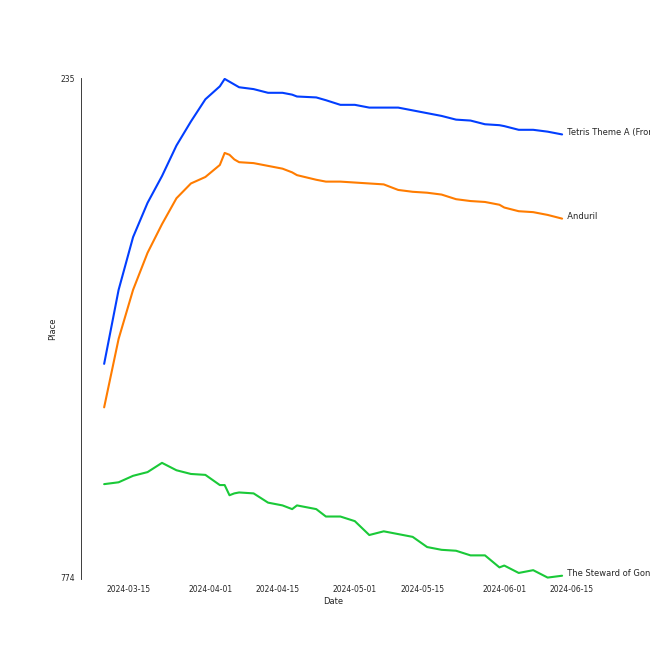 235
Tetris Theme A (Fron
Anduril
Place
The Steward of Gon
774
2024-03-15
2024-04-01
2024-04-15
2024-05-01
2024-05-15
2024-06-01
2024-06-15
Date